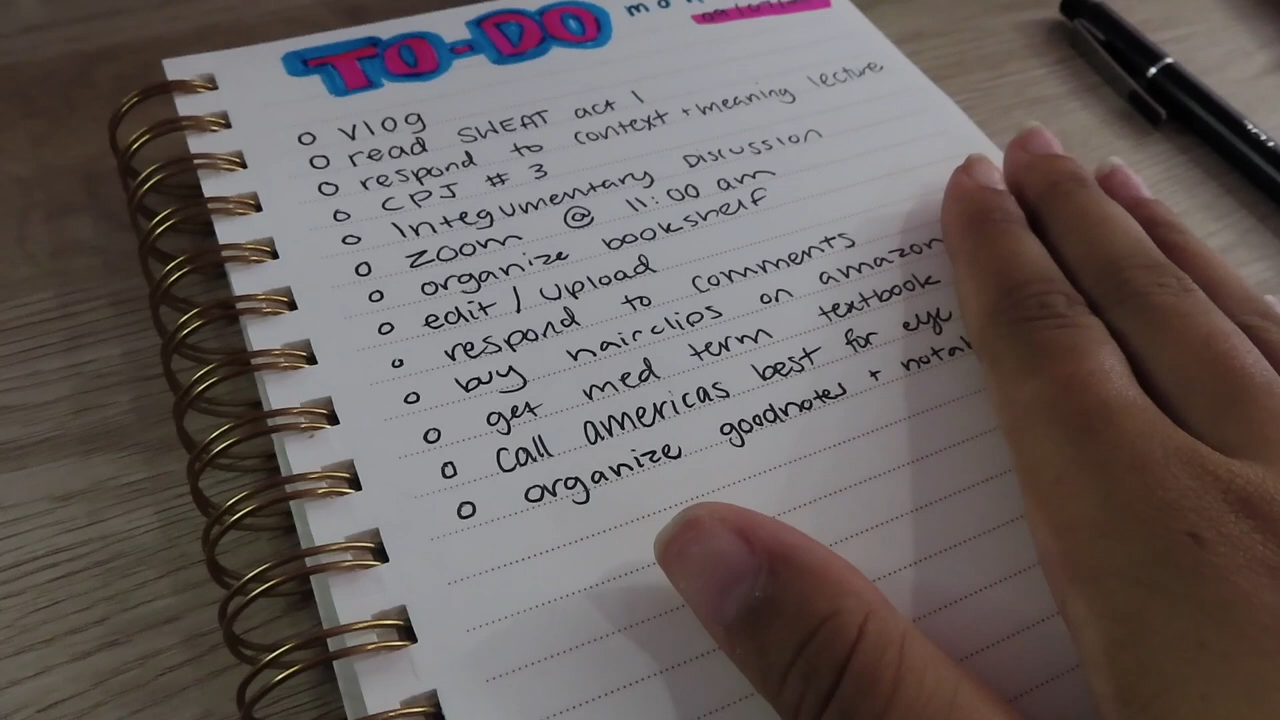 TO-DO
vlog
read SWEAT act 1
respond to context + meaning lecture
CPJ # 3
Integumentary Discussion
zoom @ 11:00 am
organize bookshelf
edit / upload
respond to comments
buy hairclips on amazon
get med term textbook
call americas best for eye
organize goodnotes +